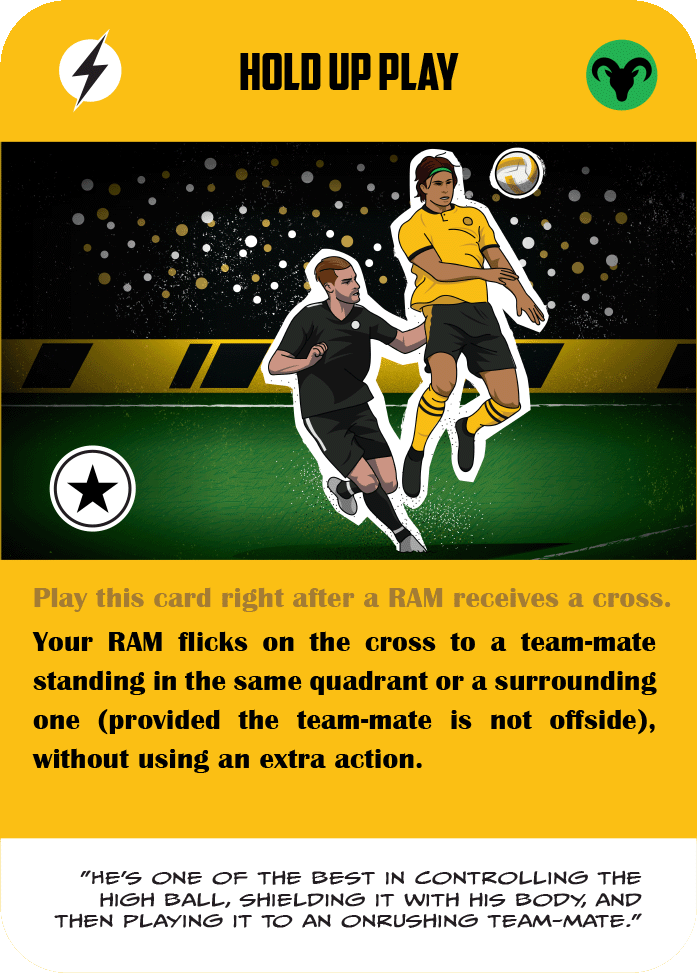 HOLD UP PLAY
Play this card right after a RAM receives a cross.
Your RAM flicks on the cross to a team-mate
standing in the same quadrant or a surrounding
one (provided the team-mate is not offside),
without using an extra action.
"HE'S ONE OF THE BEST IN CONTROLLING THE
HIGH BALL, SHIELDING IT WITH HIS BODY, AND
THEN PLAYING IT TO AN ONRUSHING TEAM-MATE."